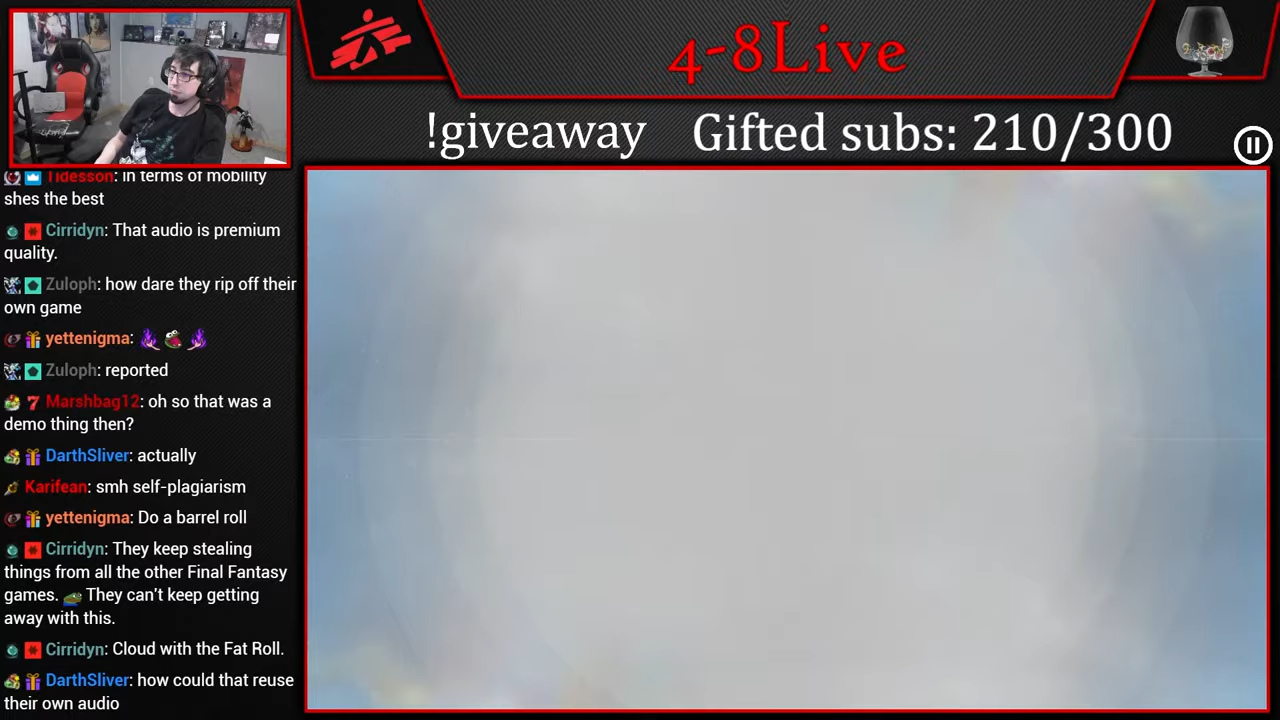 4-8Live
!giveaway Gifted subs: 210/300
Tidesson: in terms of mobility
shes the best
Cirridyn: That audio is premium
quality.
Zuloph: how dare they rip off their
own game
yettenigma:
Zuloph: reported
Marshbag12: oh so that was a
demo thing then?
DarthSliver: actually
Karifean: smh self-plagiarism
yettenigma: Do a barrel roll
Cirridyn: They keep stealing
things from all the other Final Fantasy
games. They can't keep getting
away with this.
Cirridyn: Cloud with the Fat Roll.
DarthSliver: how could that reuse
their own audio